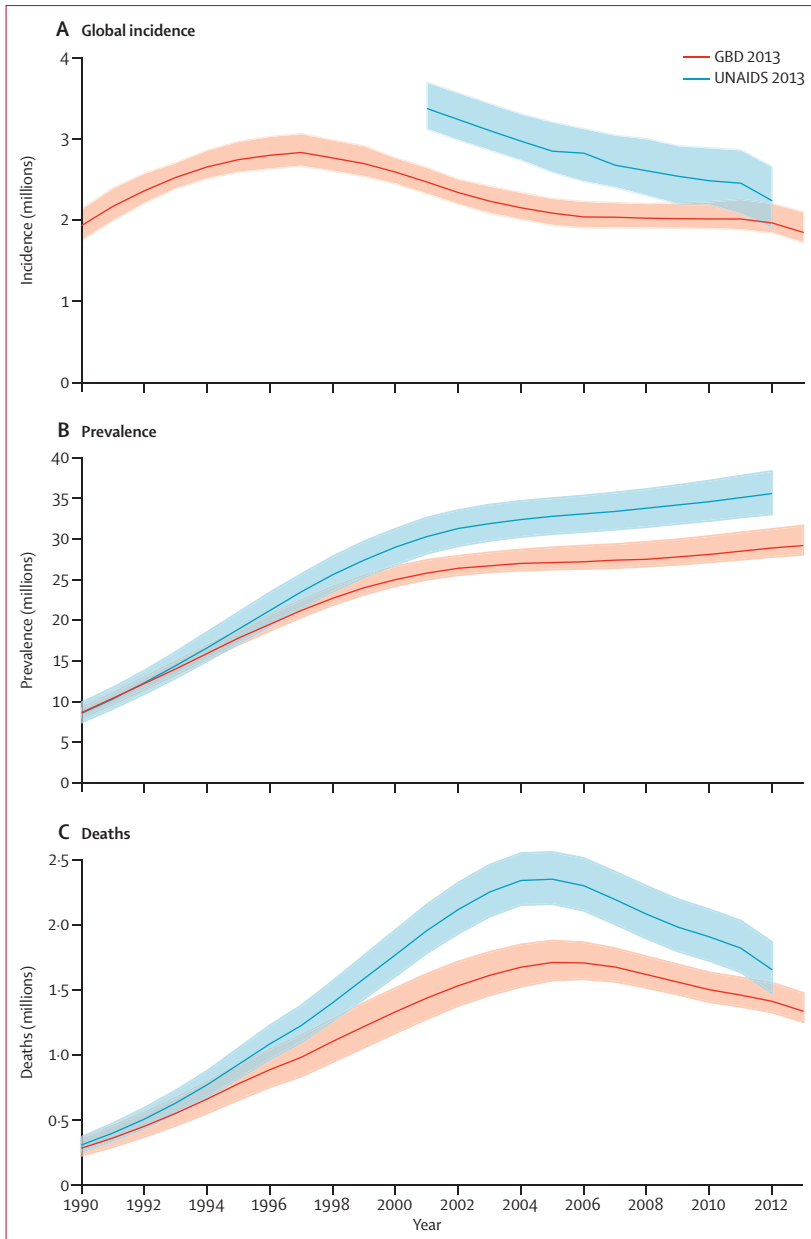 A Global incidence
GBD 2013
UNAIDS 2013
4
3
2
1
0
Incidence (millions)
B Prevalence
40
35
30
25
20
15
10
5
0
Prevalence (millions)
C Deaths
2·5
2·0
1·5
1·0
0·5
0
Deaths (millions)
1990 1992 1994 1996 1998 2000 2002 2004 2006 2008 2010 2012
Year